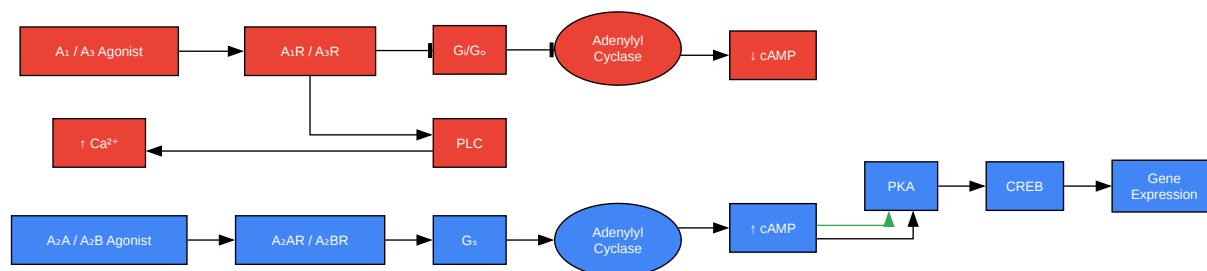 A₁ / A₃ Agonist
A₁R / A₃R
Gᵢ/Gₒ
Adenylyl
Cyclase
↓ cAMP
↑ Ca²⁺
PLC
PKA
CREB
Gene
Expression
A₂A / A₂B Agonist
A₂AR / A₂BR
Gₛ
Adenylyl
Cyclase
↑ cAMP